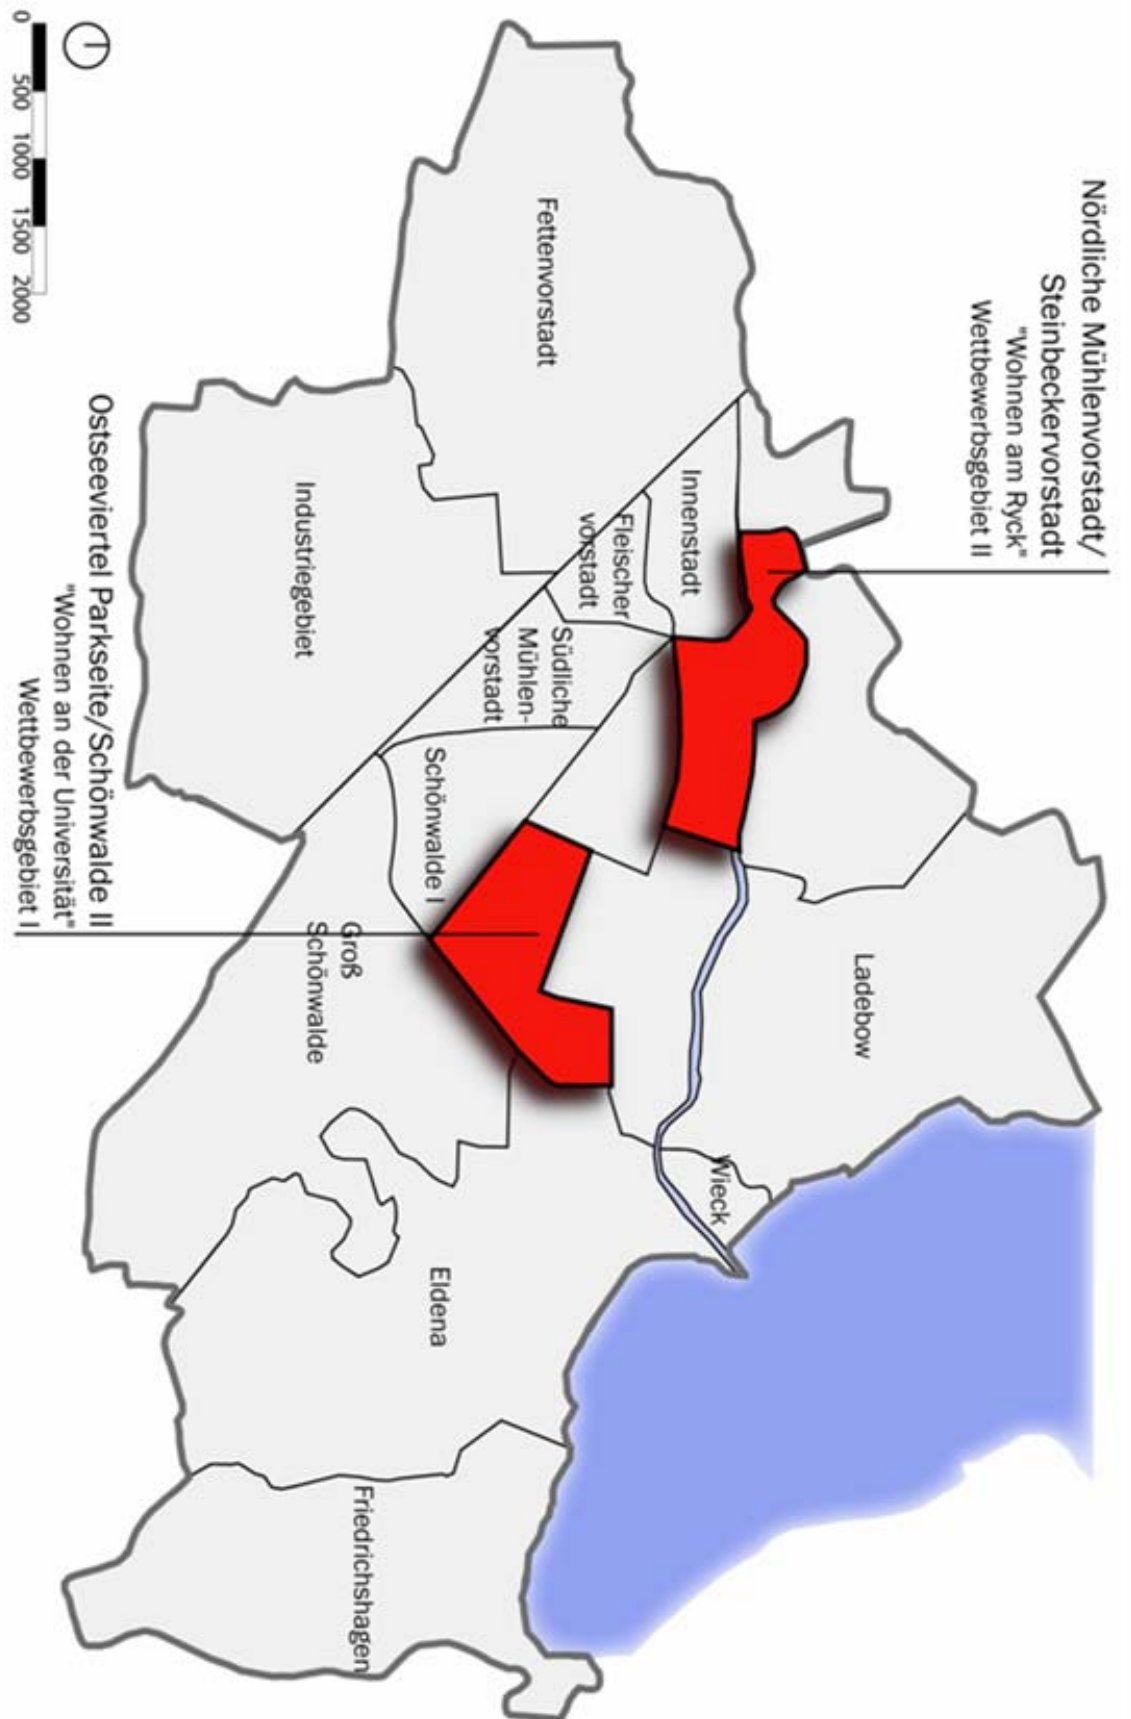 Nördliche Mühlenvorstadt/
Steinbeckervorstadt
"Wohnen am Ryck"
Wettbewerbsgebiet II
Ladebow
Wieck
Innenstadt
Fleischer
vorstadt
Fettenvorstadt
Südliche
Mühlen-
vorstadt
Schönwalde I
Eldena
Friedrichshagen
Groß
Schönwalde
Industriegebiet
Ostseeviertel Parkseite/Schönwalde II
"Wohnen an der Universität"
Wettbewerbsgebiet I
0 500 1000 1500 2000